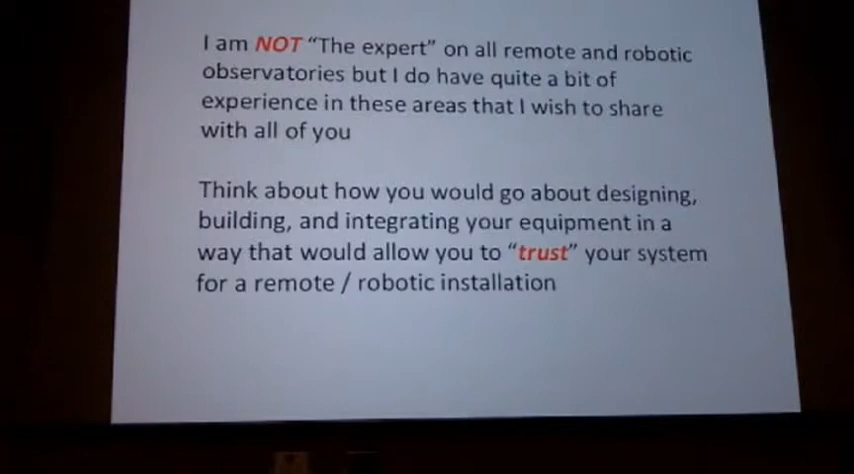 I am NOT “The expert” on all remote and robotic
observatories but I do have quite a bit of
experience in these areas that I wish to share
with all of you
Think about how you would go about designing,
building, and integrating your equipment in a
way that would allow you to “trust” your system
for a remote / robotic installation